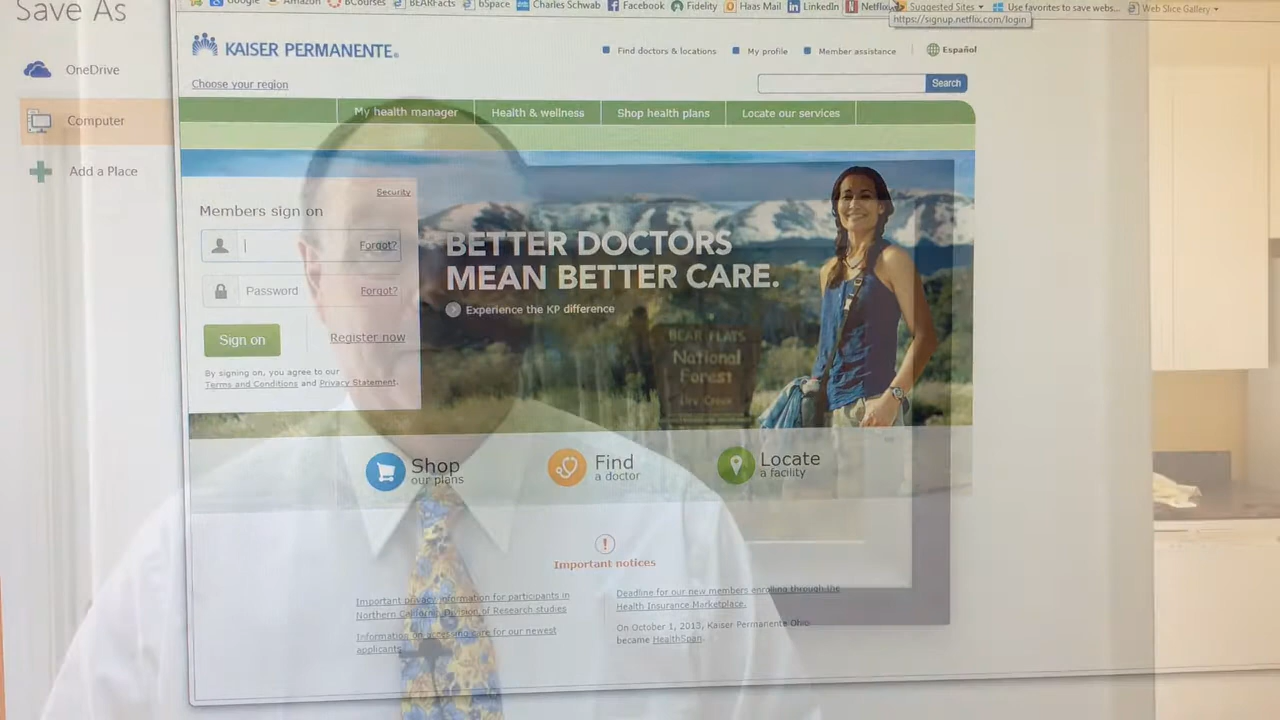 Save As
Google
Amazon
BCourses
BEARFacts
bSpace
Charles Schwab
Facebook
Fidelity
Haas Mail
LinkedIn
Netflix
Suggested Sites
Use favorites to save webs...
Web Slice Gallery
https://signup.netflix.com/login
KAISER PERMANENTE®
Find doctors & locations
My profile
Member assistance
Español
OneDrive
Choose your region
Search
Computer
My health manager
Health & wellness
Shop health plans
Locate our services
Add a Place
Security
Members sign on
Forgot?
Password
Forgot?
Sign on
Register now
By signing on, you agree to our
Terms and Conditions and Privacy Statement.
BETTER DOCTORS
MEAN BETTER CARE.
Experience the KP difference
BEAR FLATS
National
Forest
Dry Creek
Shop
our plans
Find
a doctor
Locate
a facility
Important notices
Important privacy information for participants in
Northern California Division of Research studies
Information on accessing care for our newest
applicants
Deadline for our new members enrolling through the
Health Insurance Marketplace.
On October 1, 2013, Kaiser Permanente Ohio
became HealthSpan.